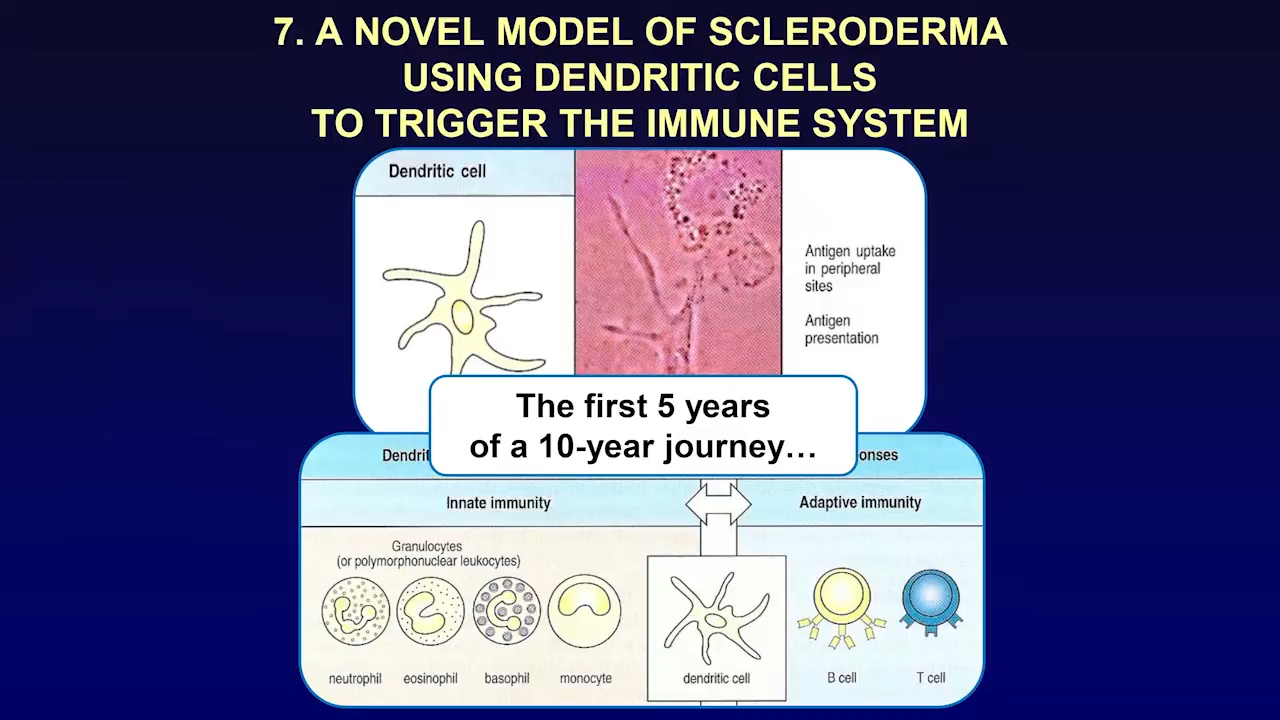 7. A NOVEL MODEL OF SCLERODERMA
USING DENDRITIC CELLS
TO TRIGGER THE IMMUNE SYSTEM
Dendritic cell
Antigen uptake
in peripheral
sites
Antigen
presentation
The first 5 years
of a 10-year journey…
Innate immunity
Adaptive immunity
Granulocytes
(or polymorphonuclear leukocytes)
neutrophil
eosinophil
basophil
monocyte
dendritic cell
B cell
T cell